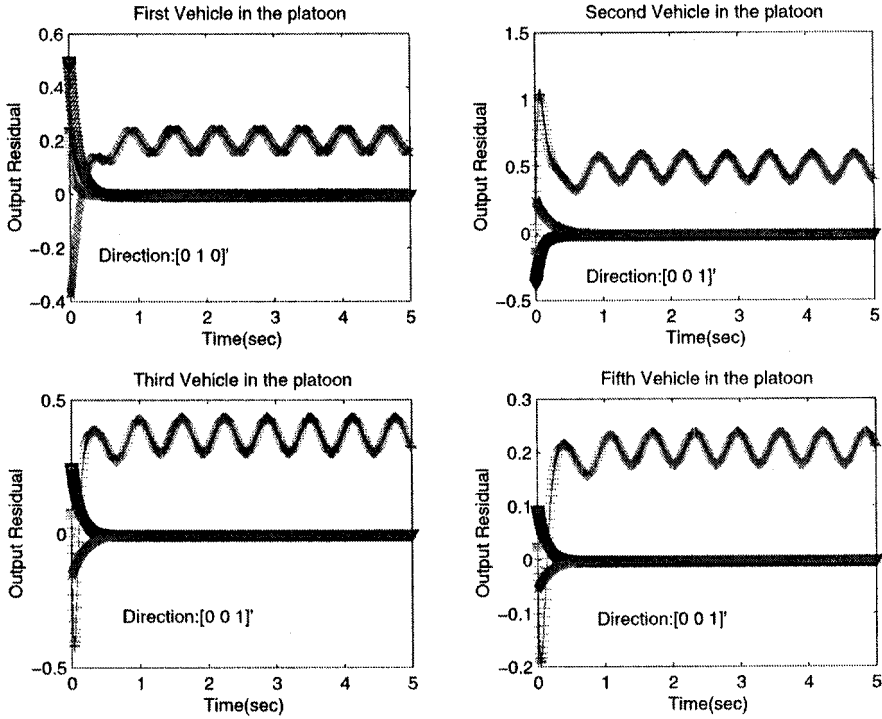 First Vehicle in the platoon
0.6
0.4
0.2
0
−0.2
−0.4
Output Residual
Direction:[0 1 0]'
0 1 2 3 4 5
Time(sec)
Second Vehicle in the platoon
1.5
1
0.5
0
−0.5
Output Residual
Direction:[0 0 1]'
0 1 2 3 4 5
Time(sec)
Third Vehicle in the platoon
0.5
0
−0.5
Output Residual
Direction:[0 0 1]'
0 1 2 3 4 5
Time(sec)
Fifth Vehicle in the platoon
0.3
0.2
0.1
0
−0.1
−0.2
Output Residual
Direction:[0 0 1]'
0 1 2 3 4 5
Time(sec)